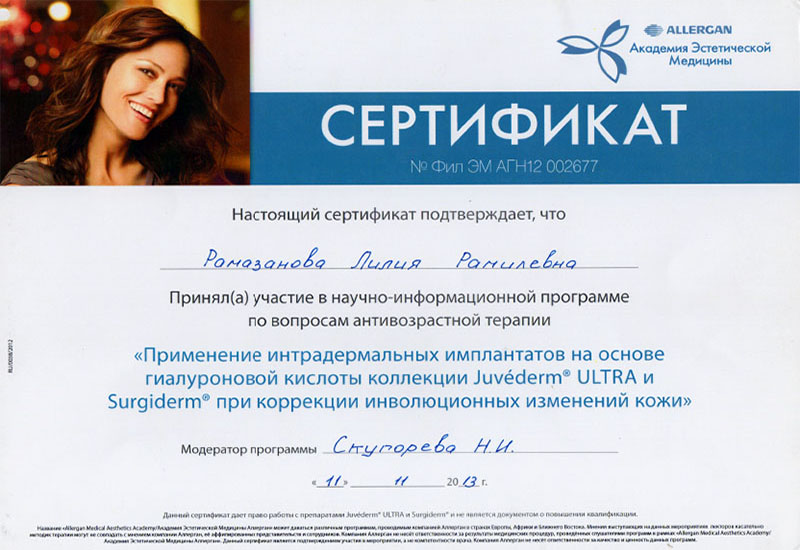 ALLERGAN
Академия Эстетической
Медицины
СЕРТИФИКАТ
№ Фил ЭМ АГН12 002677
Настоящий сертификат подтверждает, что
Рамазанова Лилия Рамилевна
Принял(а) участие в научно-информационной программе
по вопросам антивозрастной терапии
«Применение интрадермальных имплантатов на основе
гиалуроновой кислоты коллекции Juvéderm® ULTRA и
Surgiderm® при коррекции инволюционных изменений кожи»
Модератор программы Скупорева Н.И.
«11» 11 2013 г.
RU/0008/2012
Данный сертификат дает право работы с препаратами Juvéderm® ULTRA и Surgiderm® и не является документом о повышении квалификации.
Название «Allergan Medical Aesthetics Academy/Академия Эстетической Медицины Аллерган» может даваться различным программам, проводимым компанией Аллерган в странах Европы, Африки и Ближнего Востока. Мнения выступающих на данных мероприятиях лекторов касательно
методик терапии могут не совпадать с мнением компании Аллерган, её аффилированных представительств и сотрудников. Компания Аллерган не несёт ответственности за результаты медицинских процедур, проведённых слушателями программ в рамках «Allergan Medical Aesthetics Academy/
Академия Эстетической Медицины Аллерган». Данный сертификат является подтверждением участия в мероприятии, а не компетентности врача. Компания Аллерган не несет ответственности за качество и ценность данных программ.